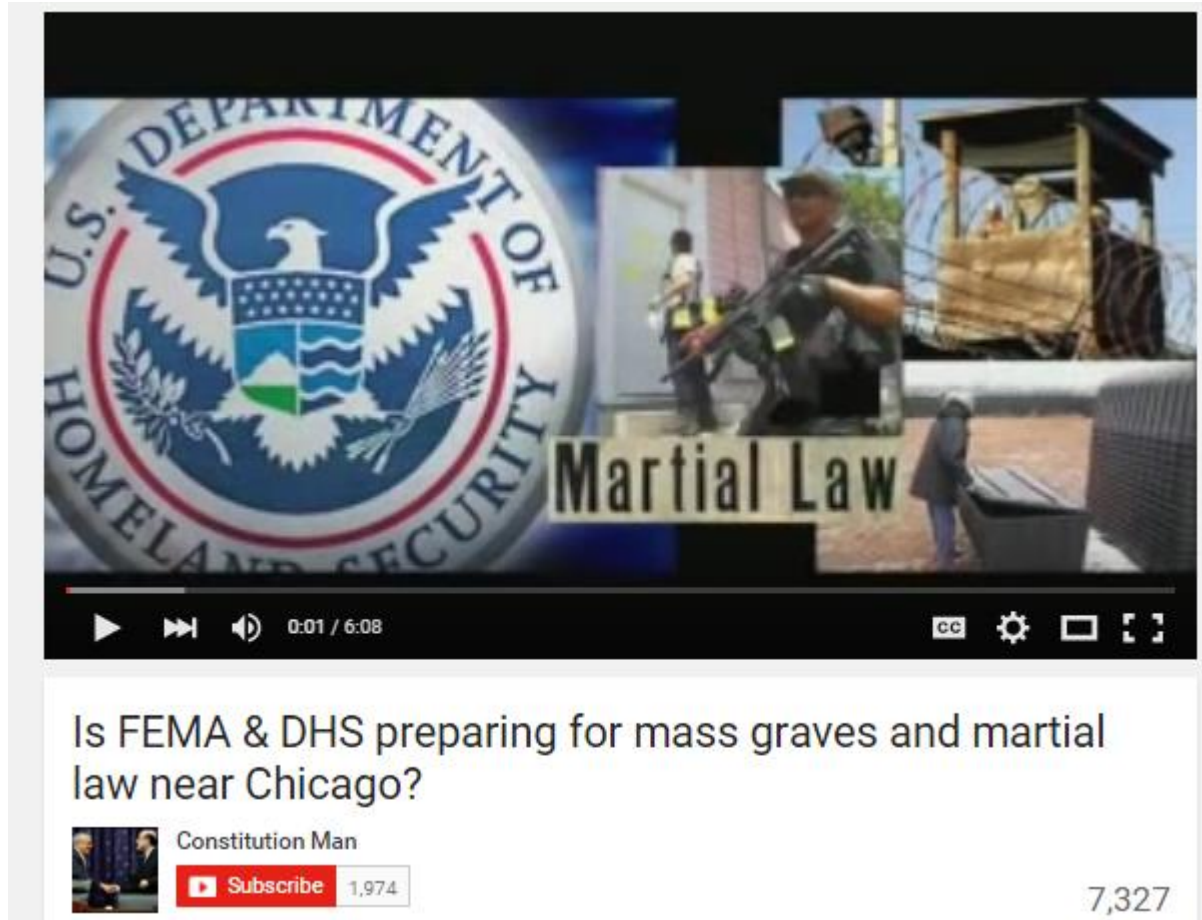 U.S. DEPARTMENT OF
HOMELAND SECURITY
Martial Law
0:01 / 6:08
CC
Is FEMA & DHS preparing for mass graves and martial
law near Chicago?
Constitution Man
Subscribe 1,974
7,327